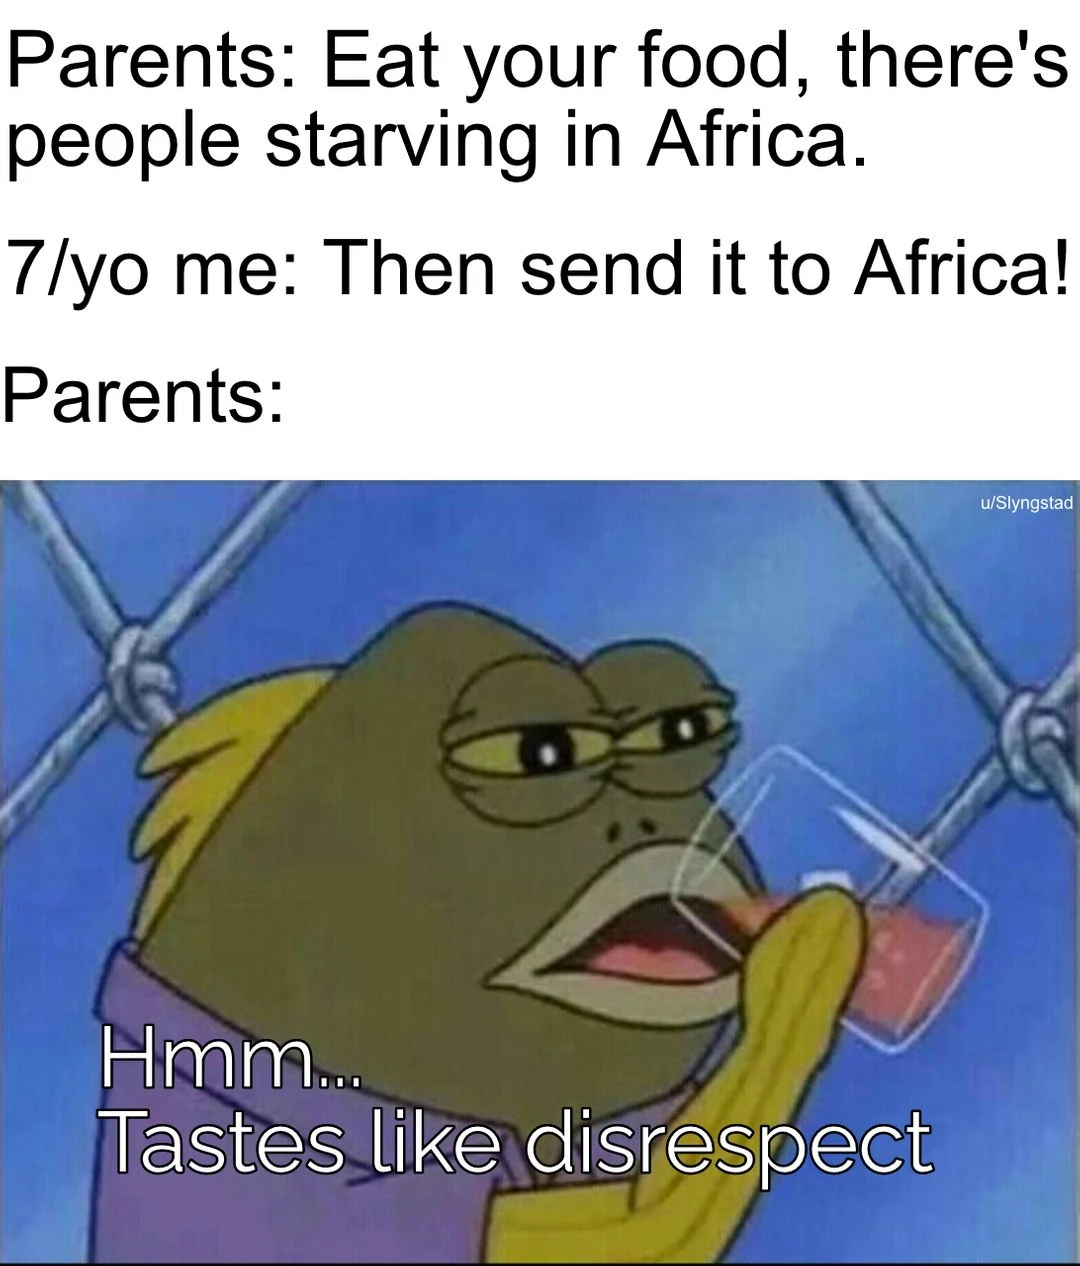 Parents: Eat your food, there's
people starving in Africa.
7/yo me: Then send it to Africa!
Parents:
u/Slyngstad
Hmm...
Tastes like disrespect